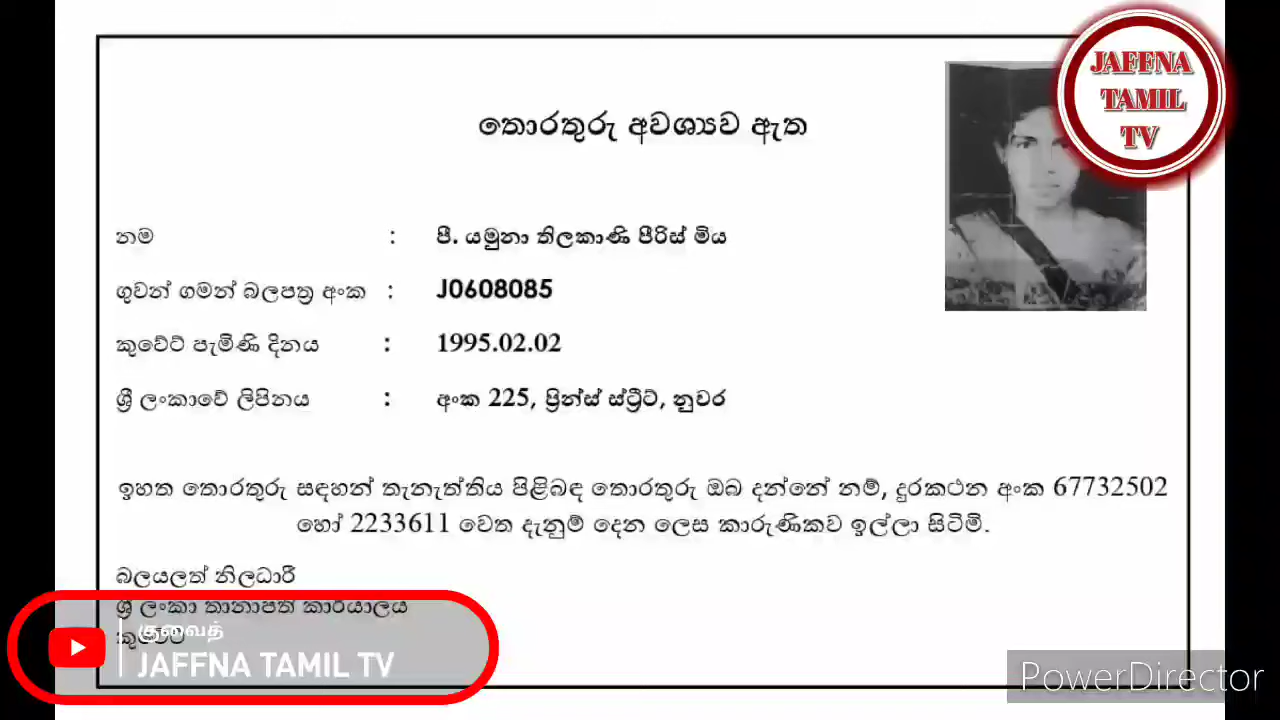 JAFFNA
TAMIL
TV
තොරතුරු අවශ්‍යව ඇත
නම : පී. යමුනා තිලකාණි පීරිස් මිය
ගුවන් ගමන් බලපත්‍ර අංක : J0608085
කුවේට් පැමිණි දිනය : 1995.02.02
ශ්‍රී ලංකාවේ ලිපිනය : අංක 225, ප්‍රින්ස් ස්ට්‍රීට්, නුවර
ඉහත තොරතුරු සඳහන් තැනැත්තිය පිළිබඳ තොරතුරු ඔබ දන්නේ නම්, දුරකථන අංක 67732502
හෝ 2233611 වෙත දැනුම් දෙන ලෙස කාරුණිකව ඉල්ලා සිටිමි.
බලයලත් නිලධාරී
ශ්‍රී ලංකා තානාපති කාර්යාලය
කුවේට්
குவைத்
JAFFNA TAMIL TV
PowerDirector